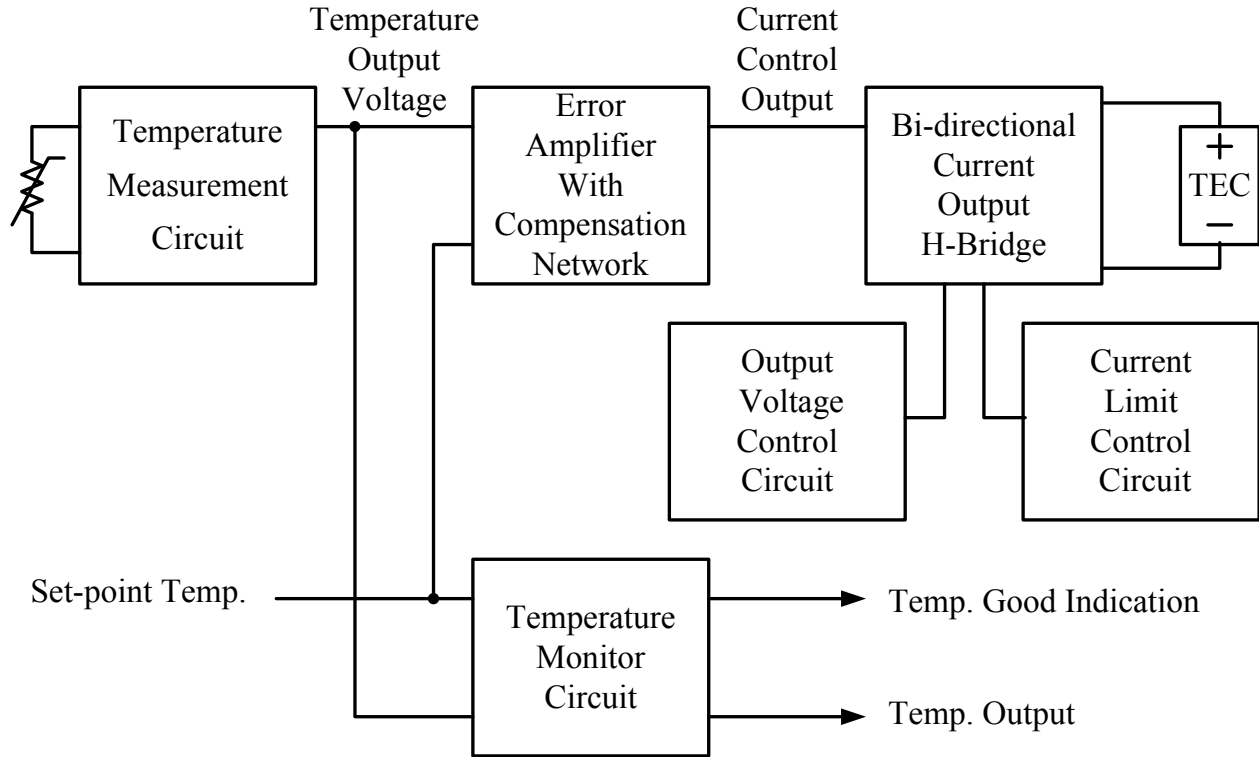 Temperature
Output
Voltage
Current
Control
Output
Temperature
Measurement
Circuit
Error
Amplifier
With
Compensation
Network
Bi-directional
Current
Output
H-Bridge
+
TEC
−
Output
Voltage
Control
Circuit
Current
Limit
Control
Circuit
Set-point Temp.
Temperature
Monitor
Circuit
Temp. Good Indication
Temp. Output